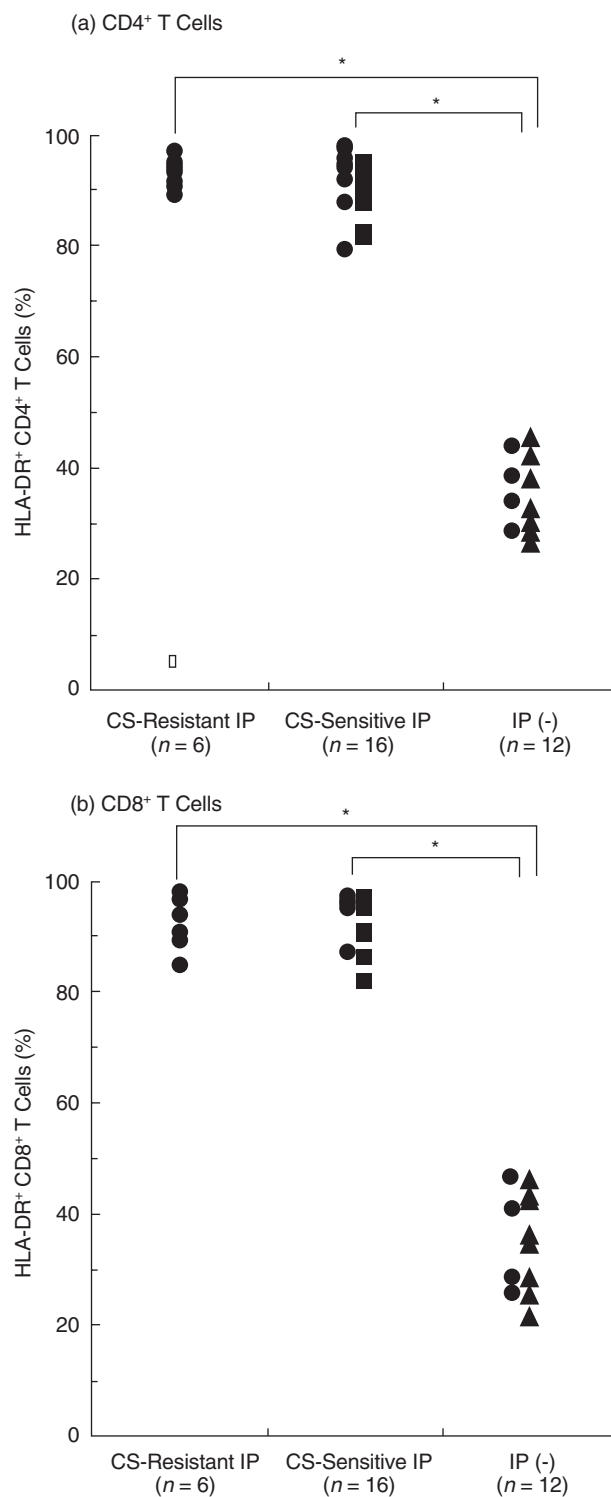 (a) CD4⁺ T Cells
*
*
100
80
60
40
20
0
HLA-DR⁺ CD4⁺ T Cells (%)
CS-Resistant IP
(n = 6)
CS-Sensitive IP
(n = 16)
IP (-)
(n = 12)
(b) CD8⁺ T Cells
*
*
100
80
60
40
20
0
HLA-DR⁺ CD8⁺ T Cells (%)
CS-Resistant IP
(n = 6)
CS-Sensitive IP
(n = 16)
IP (-)
(n = 12)